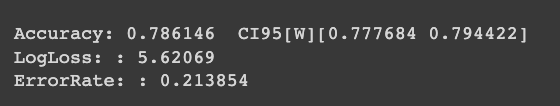 Accuracy: 0.786146  CI95[W][0.777684 0.794422]
LogLoss: : 5.62069
ErrorRate: : 0.213854